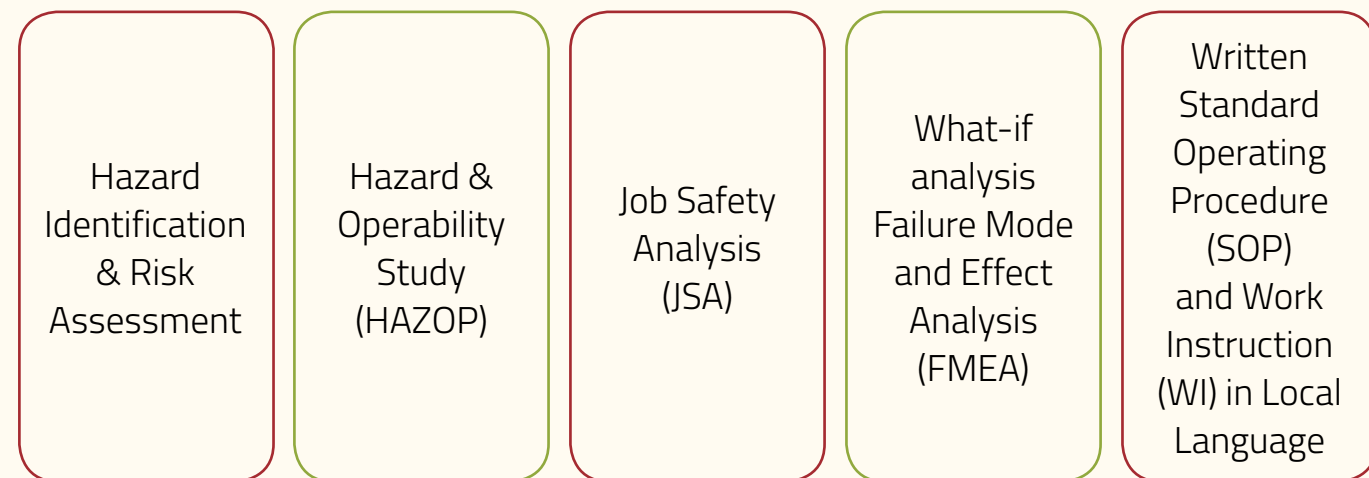 Hazard
Identification
& Risk
Assessment
Hazard &
Operability
Study
(HAZOP)
Job Safety
Analysis
(JSA)
What-if
analysis
Failure Mode
and Effect
Analysis
(FMEA)
Written
Standard
Operating
Procedure
(SOP)
and Work
Instruction
(WI) in Local
Language